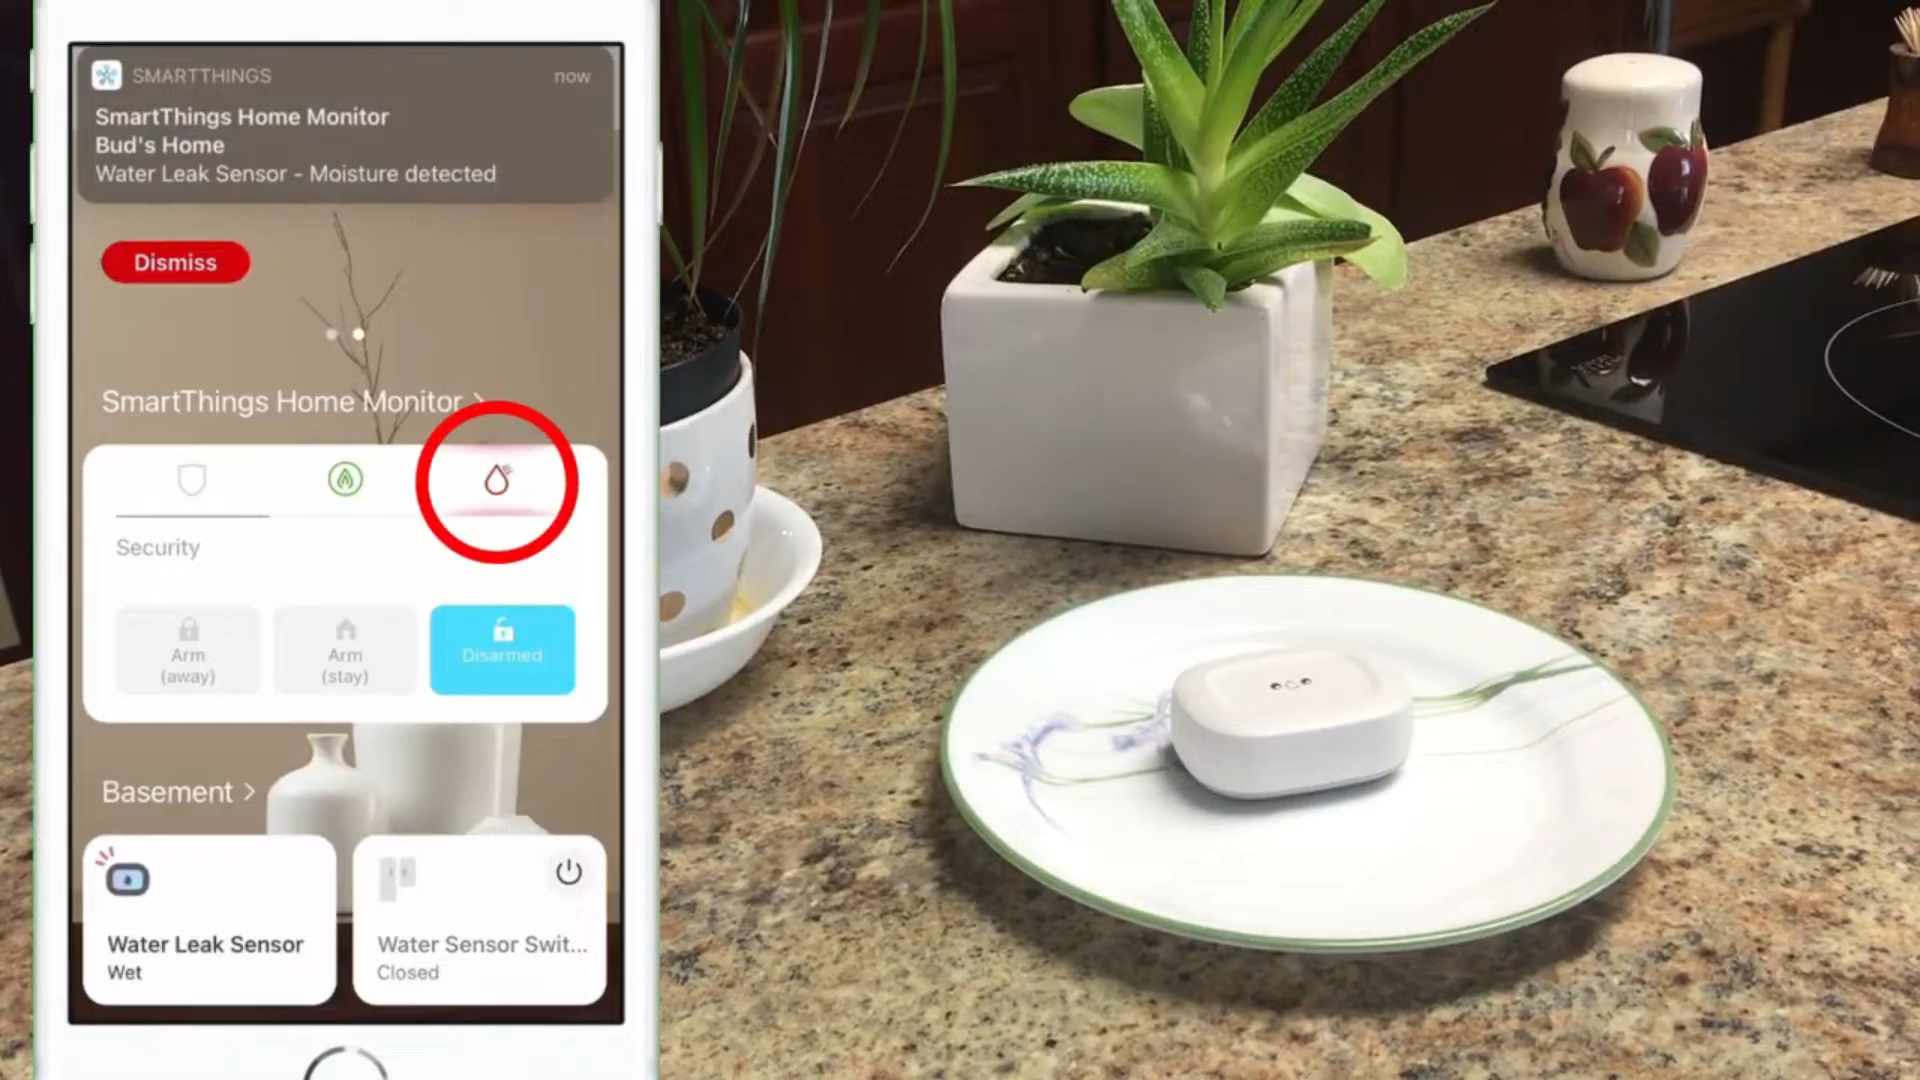 SMARTTHINGS
now
SmartThings Home Monitor
Bud's Home
Water Leak Sensor - Moisture detected
Dismiss
SmartThings Home Monitor >
Security
Arm
(away)
Arm
(stay)
Disarmed
Basement >
Water Leak Sensor
Wet
Water Sensor Swit...
Closed